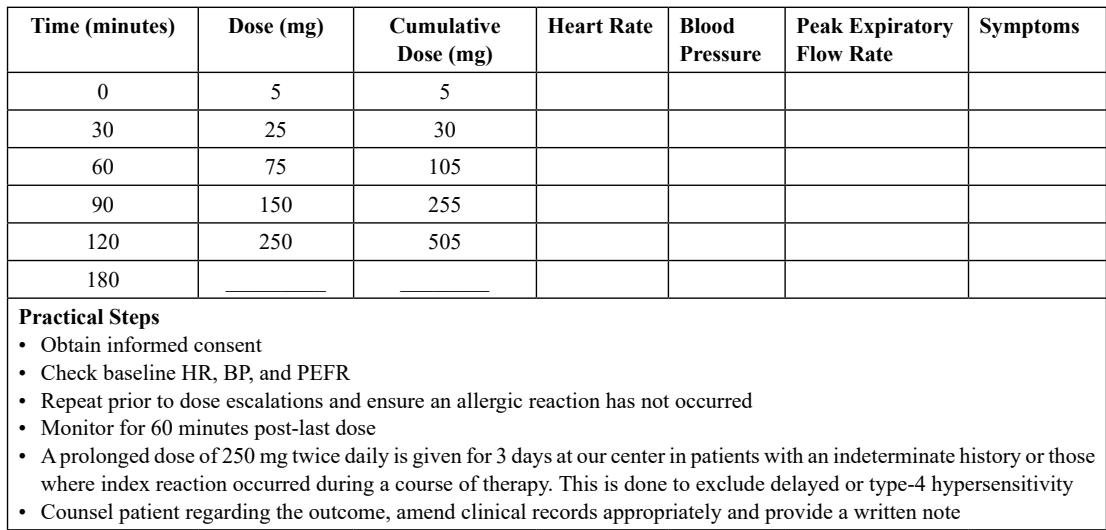 Time (minutes) Dose (mg) Cumulative Dose (mg) Heart Rate Blood Pressure Peak Expiratory Flow Rate Symptoms
0 5 5
30 25 30
60 75 105
90 150 255
120 250 505
180 __________ _________
Practical Steps
• Obtain informed consent
• Check baseline HR, BP, and PEFR
• Repeat prior to dose escalations and ensure an allergic reaction has not occurred
• Monitor for 60 minutes post-last dose
• A prolonged dose of 250 mg twice daily is given for 3 days at our center in patients with an indeterminate history or those
where index reaction occurred during a course of therapy. This is done to exclude delayed or type-4 hypersensitivity
• Counsel patient regarding the outcome, amend clinical records appropriately and provide a written note